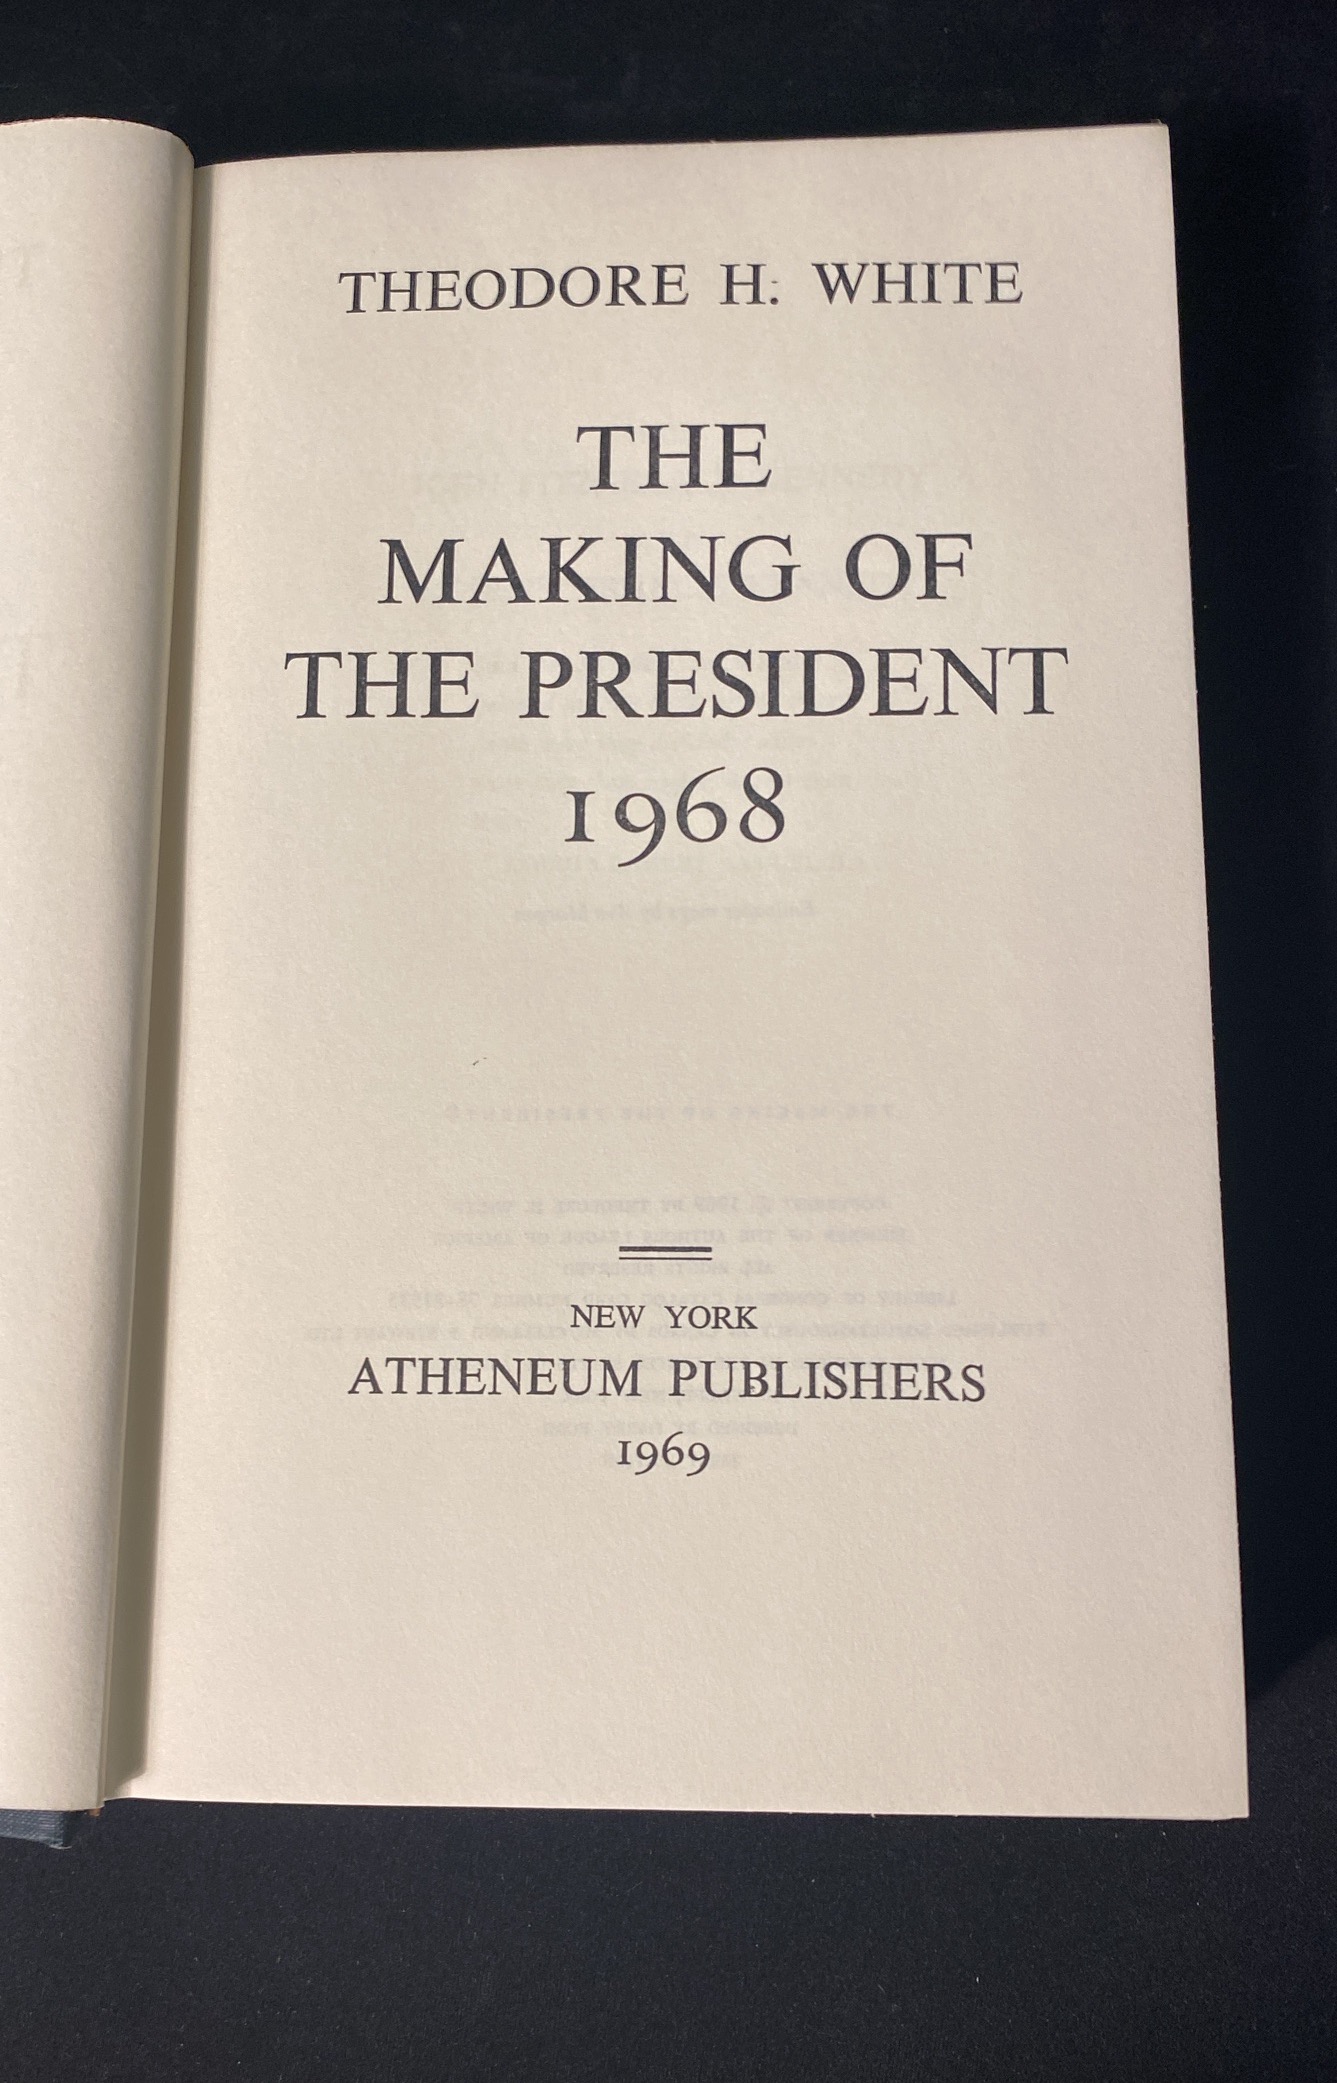 THEODORE H. WHITE
THE
MAKING OF
THE PRESIDENT
1968
NEW YORK
ATHENEUM PUBLISHERS
1969